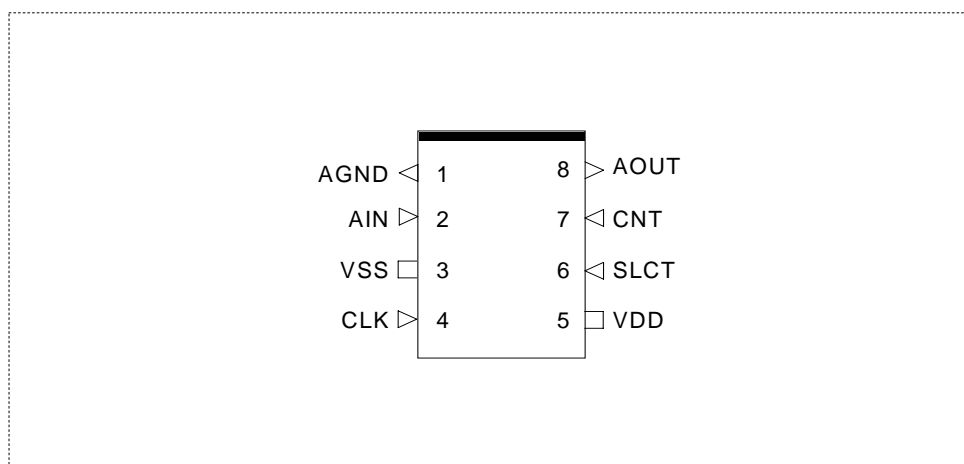 AGND 1 8 AOUT
AIN 2 7 CNT
VSS 3 6 SLCT
CLK 4 5 VDD